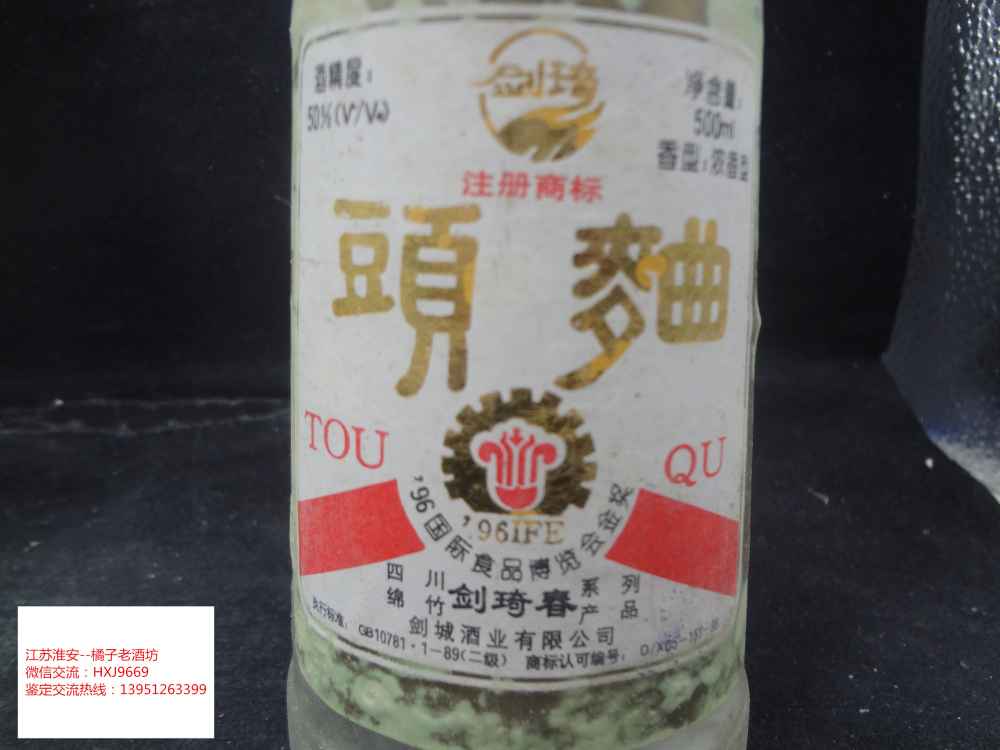 酒精度:
50%(V/V)
剑琦
净含量:
500ml
香型:浓香型
注册商标
頭麯
TOU QU
'96国际食品博览会金奖
'96IFE
四川 系列
绵竹 剑琦春 产品
剑城酒业有限公司
执行标准: GB10781·1-89(二级) 商标认可编号:
江苏淮安--橘子老酒坊
微信交流:HXJ9669
鉴定交流热线:13951263399